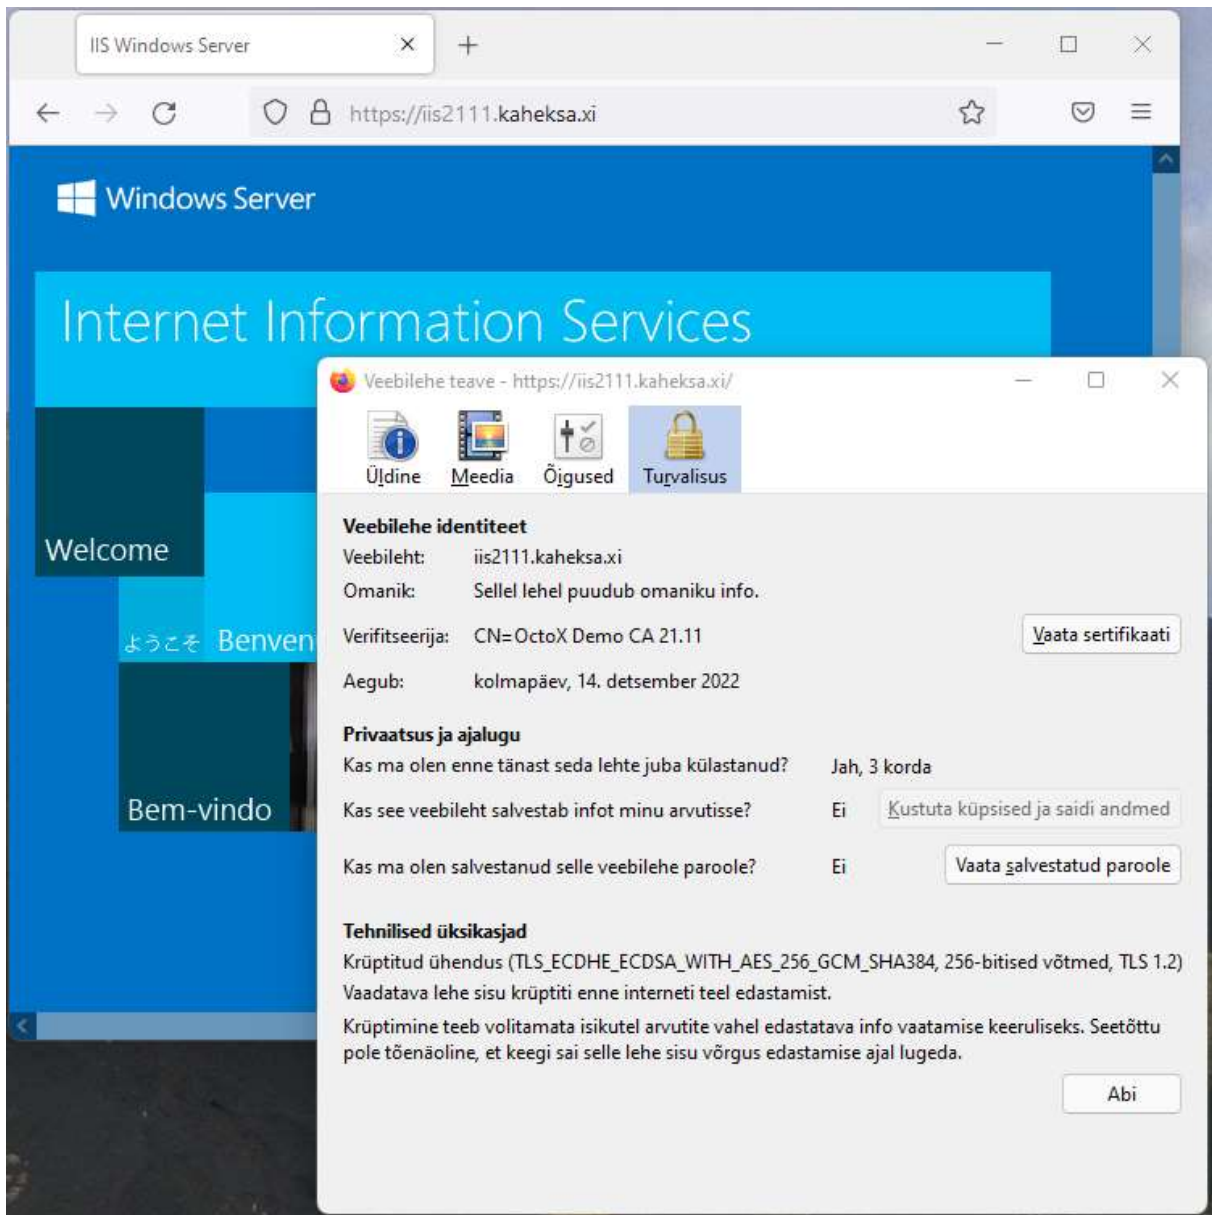 IIS Windows Server
https://iis2111.kaheksa.xi
Windows Server
Internet Information Services
Welcome
ようこそ Benven
Bem-vindo
Veebilehe teave - https://iis2111.kaheksa.xi/
Üldine Meedia Õigused Turvalisus
Veebilehe identiteet
Veebileht: iis2111.kaheksa.xi
Omanik: Sellel lehel puudub omaniku info.
Verifitseerija: CN=OctoX Demo CA 21.11 Vaata sertifikaati
Aegub: kolmapäev, 14. detsember 2022
Privaatsus ja ajalugu
Kas ma olen enne tänast seda lehte juba külastanud? Jah, 3 korda
Kas see veebileht salvestab infot minu arvutisse? Ei Kustuta küpsised ja saidi andmed
Kas ma olen salvestanud selle veebilehe paroole? Ei Vaata salvestatud paroole
Tehnilised üksikasjad
Krüptitud ühendus (TLS_ECDHE_ECDSA_WITH_AES_256_GCM_SHA384, 256-bitised võtmed, TLS 1.2)
Vaadatava lehe sisu krüptiti enne interneti teel edastamist.
Krüptimine teeb volitamata isikutel arvutite vahel edastatava info vaatamise keeruliseks. Seetõttu
pole tõenäoline, et keegi sai selle lehe sisu võrgus edastamise ajal lugeda.
Abi